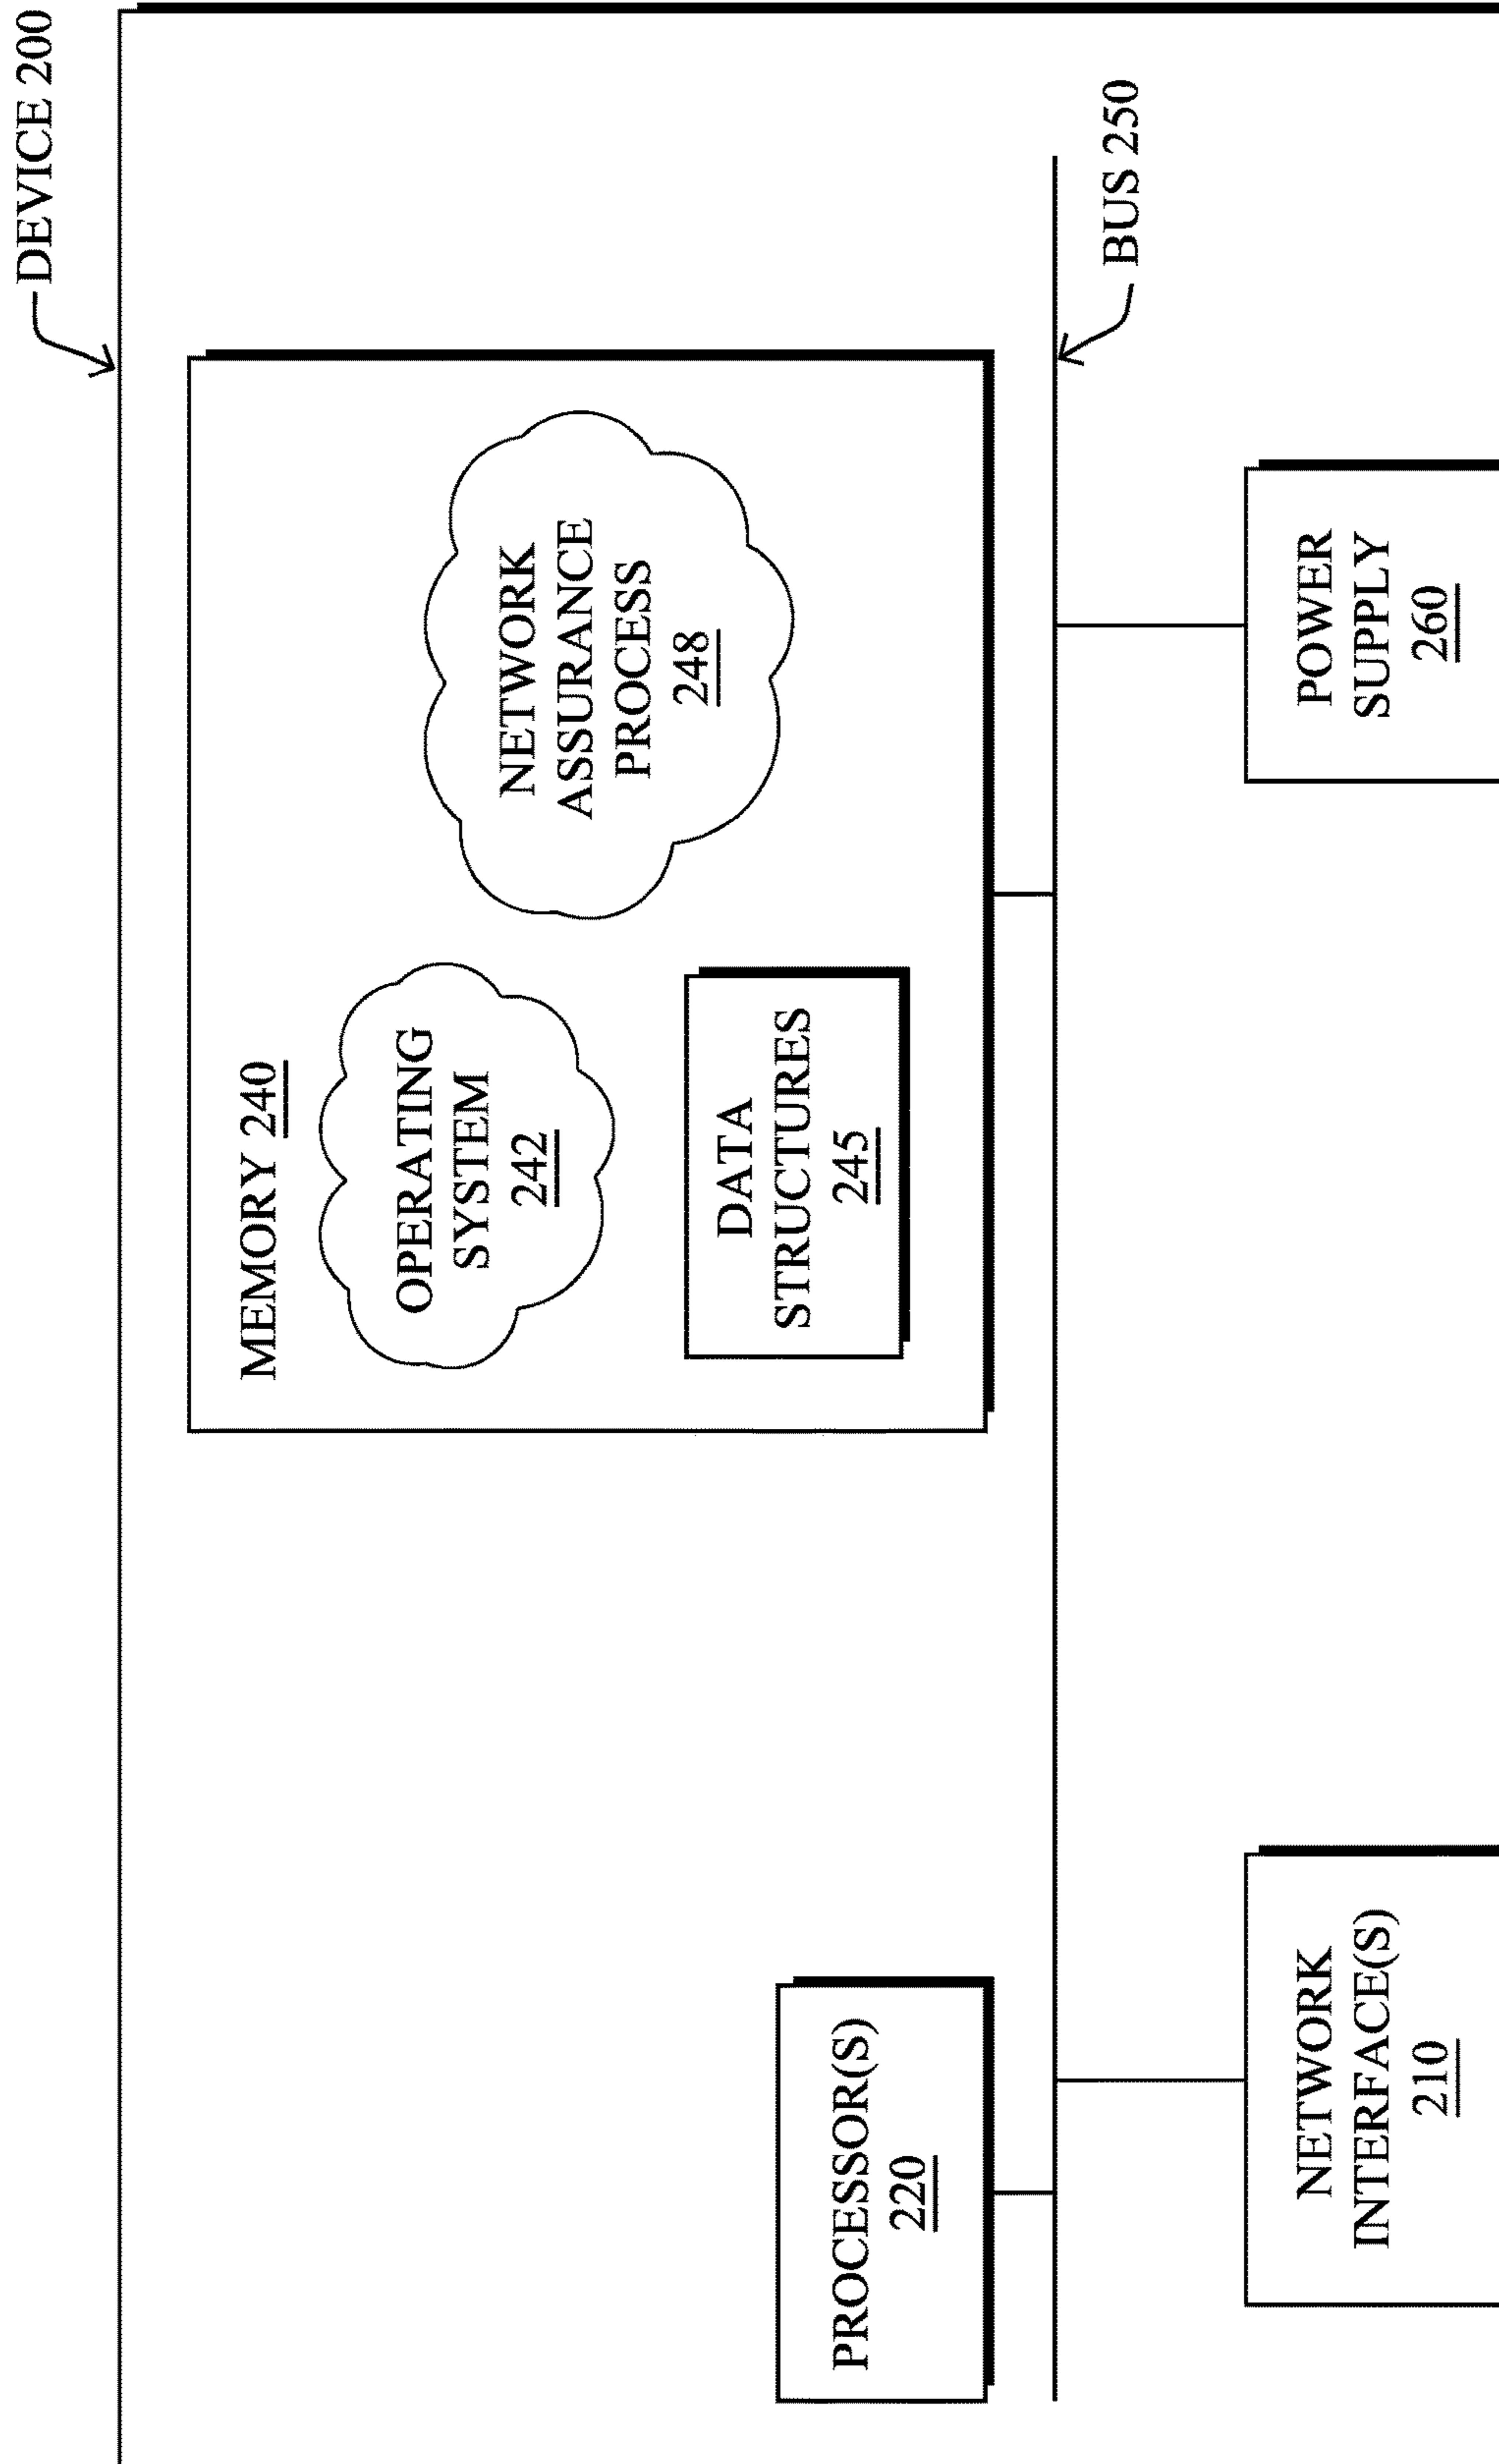 DEVICE 200
MEMORY 240
OPERATING
SYSTEM
242
DATA
STRUCTURES
245
NETWORK
ASSURANCE
PROCESS
248
PROCESSOR(S)
220
BUS 250
NETWORK
INTERFACE(S)
210
POWER
SUPPLY
260